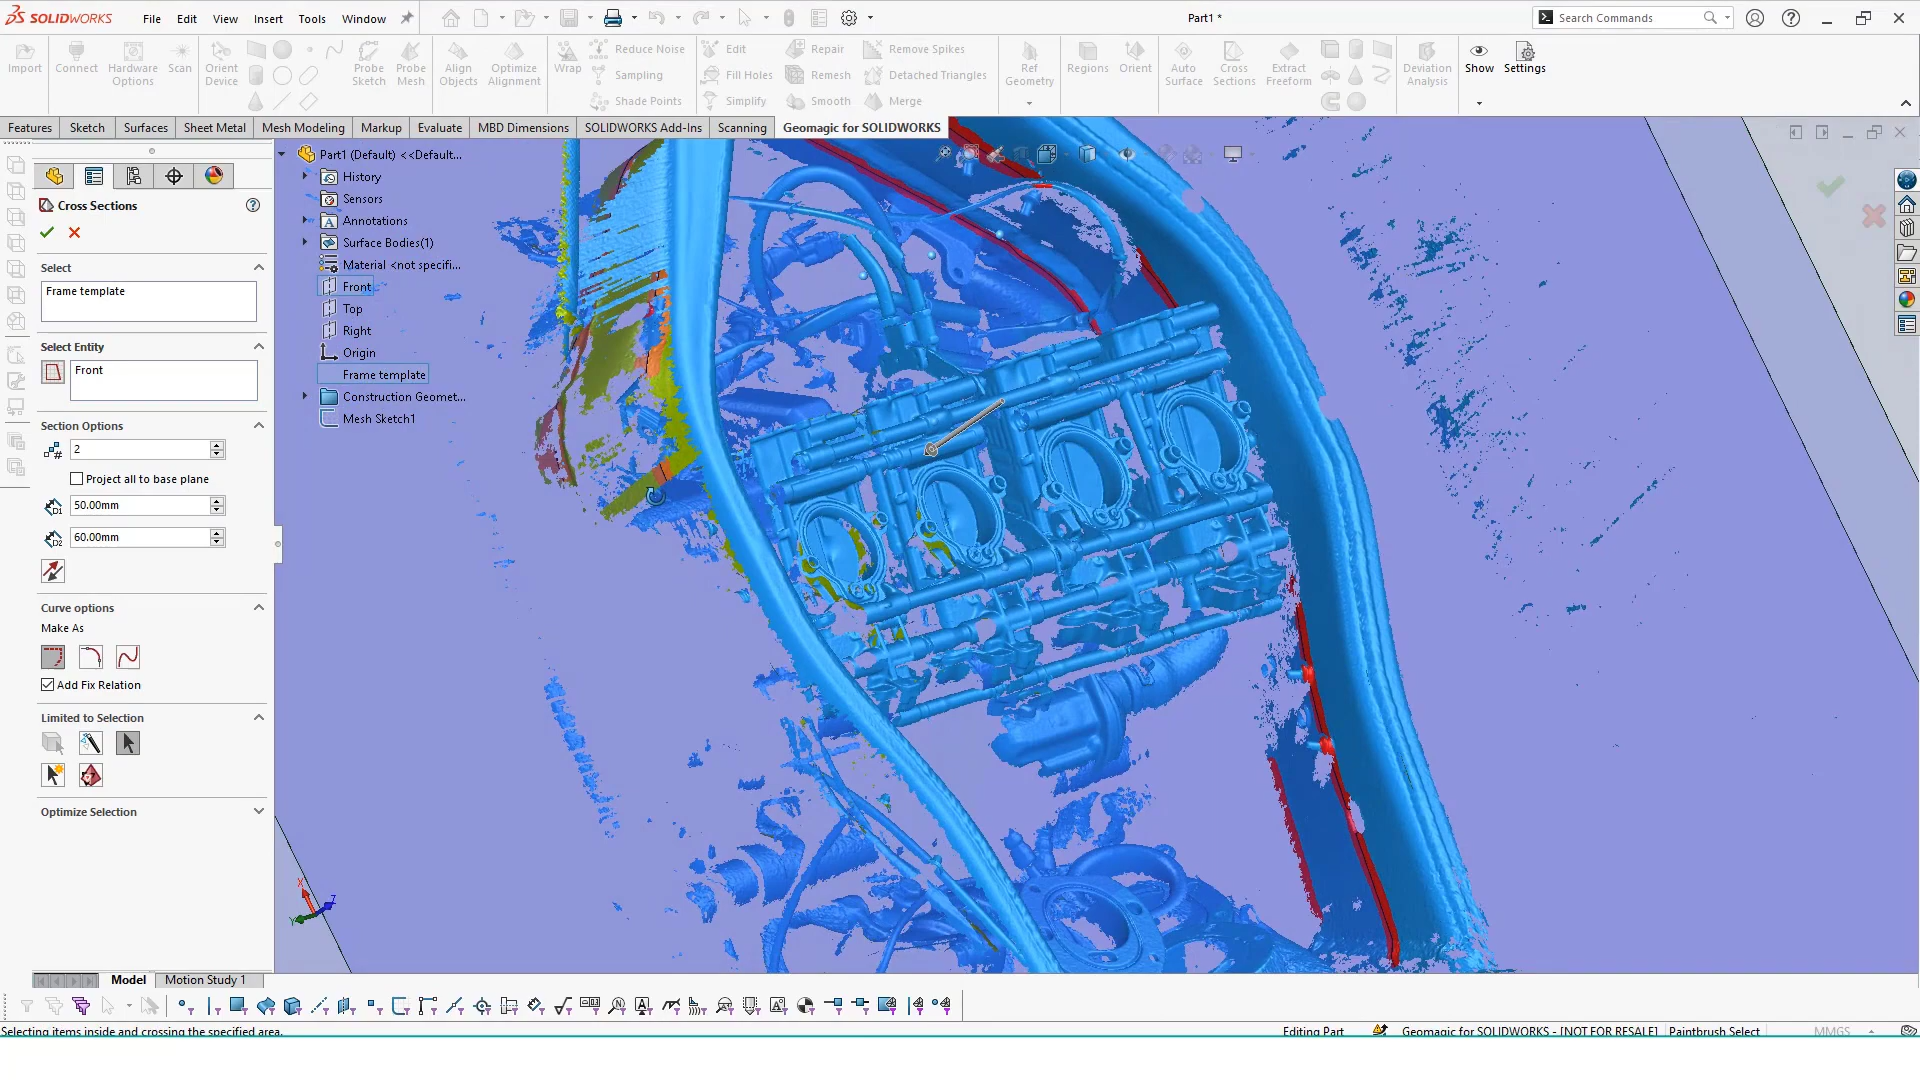 SOLIDWORKS
File Edit View Insert Tools Window
Part1 *
Search Commands
Import
Connect
Hardware Options
Scan
Orient Device
Probe Sketch
Probe Mesh
Align Objects
Optimize Alignment
Wrap
Reduce Noise
Sampling
Shade Points
Edit
Fill Holes
Simplify
Repair
Remesh
Smooth
Remove Spikes
Detached Triangles
Merge
Ref Geometry
Regions
Orient
Auto Surface
Cross Sections
Extract Freeform
Deviation Analysis
Show
Settings
Features Sketch Surfaces Sheet Metal Mesh Modeling Markup Evaluate MBD Dimensions SOLIDWORKS Add-Ins Scanning Geomagic for SOLIDWORKS
Cross Sections
Select
Frame template
Select Entity
Front
Section Options
2
Project all to base plane
D1 50.00mm
D2 60.00mm
Curve options
Make As
Add Fix Relation
Limited to Selection
Optimize Selection
Part1 (Default) <<Default...
History
Sensors
Annotations
Surface Bodies(1)
Material <not specifi...
Front
Top
Right
Origin
Frame template
Construction Geomet...
Mesh Sketch1
X
Y
Z
Model Motion Study 1
Selecting items inside and crossing the specified area.
Editing Part
Geomagic for SOLIDWORKS - [NOT FOR RESALE]
Paintbrush Select
MMGS